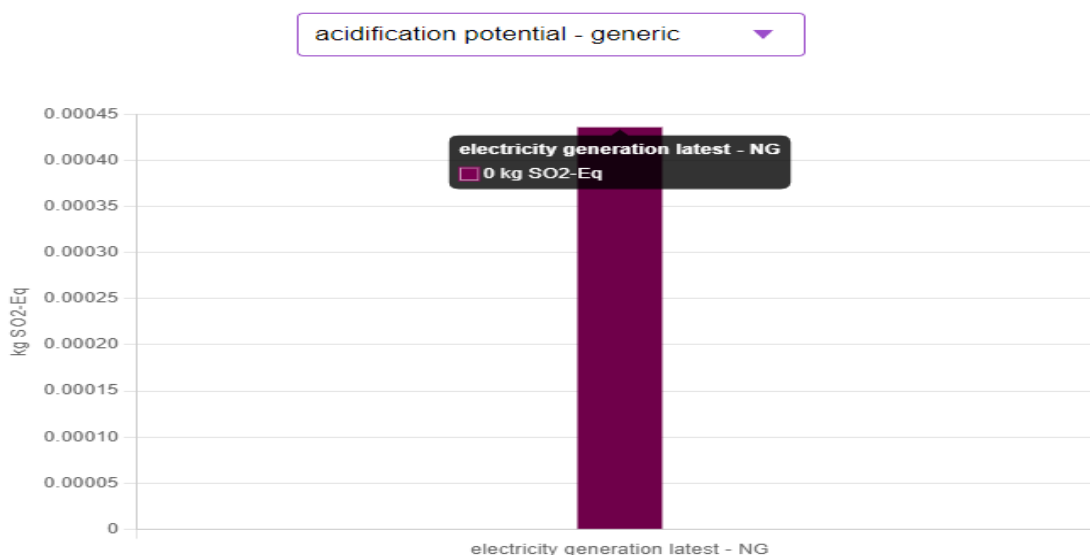 acidification potential - generic
0.00045
electricity generation latest - NG
0 kg SO2-Eq
0.00040
0.00035
0.00030
0.00025
0.00020
0.00015
0.00010
0.00005
0
kg SO2-Eq
electricity generation latest - NG